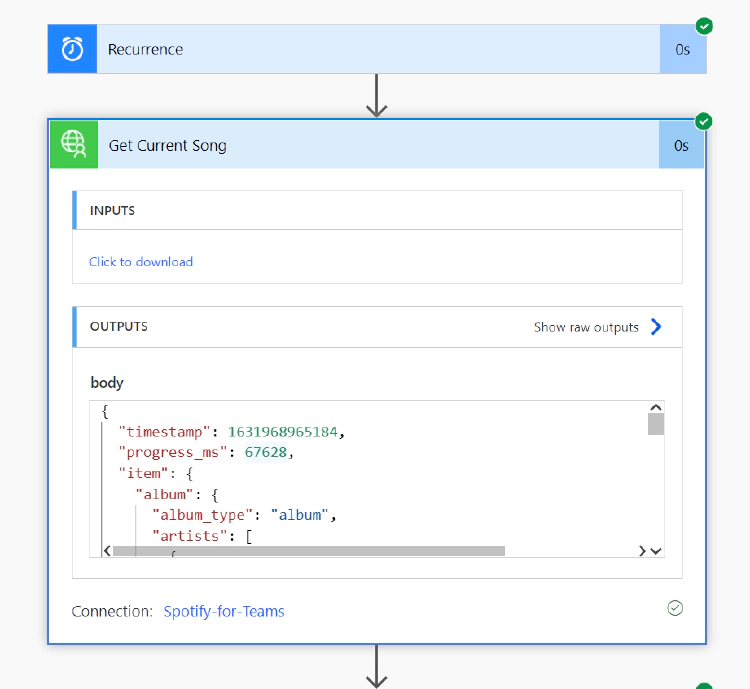 Recurrence 0s
Get Current Song 0s
INPUTS
Click to download
OUTPUTS Show raw outputs
body
{
"timestamp": 1631968965184,
"progress_ms": 67628,
"item": {
"album": {
"album_type": "album",
"artists": [
{
Connection: Spotify-for-Teams